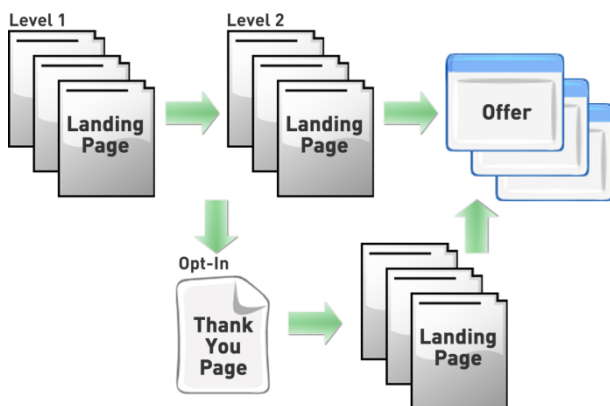 Level 1
Level 2
Landing
Page
Landing
Page
Offer
Opt-In
Thank
You
Page
Landing
Page